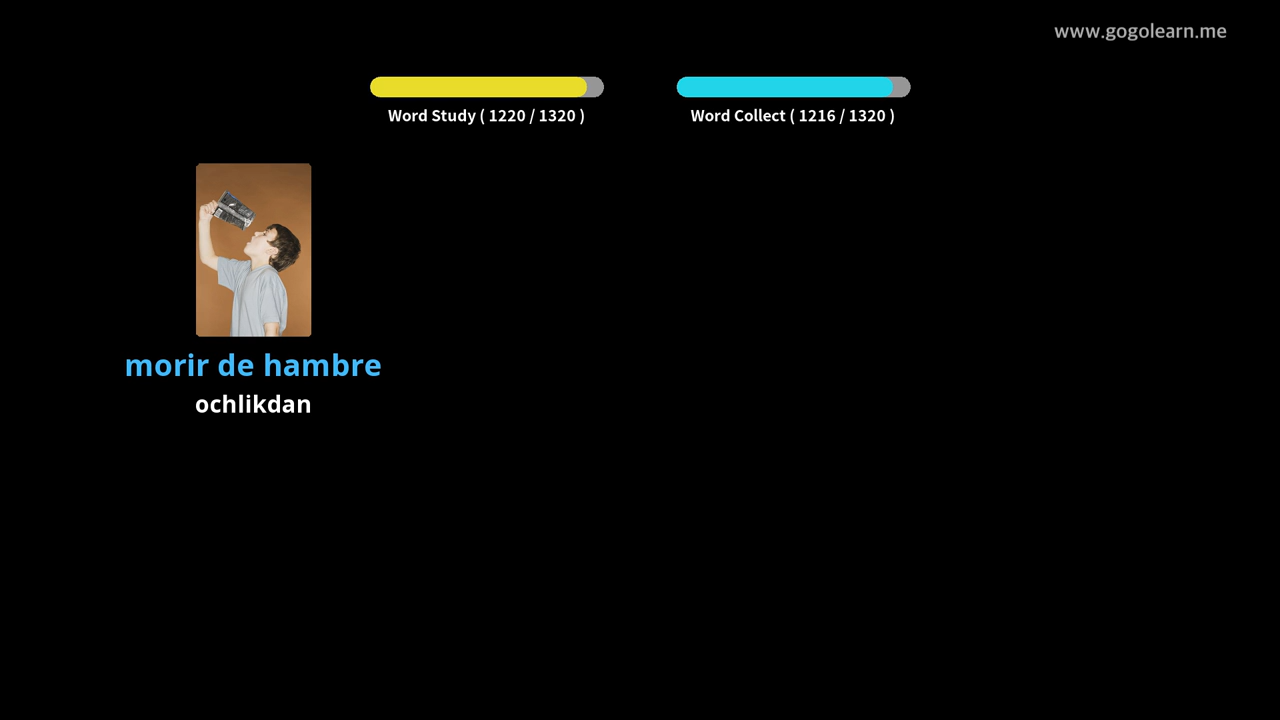 www.gogolearn.me
Word Study ( 1220 / 1320 )
Word Collect ( 1216 / 1320 )
morir de hambre
ochlikdan